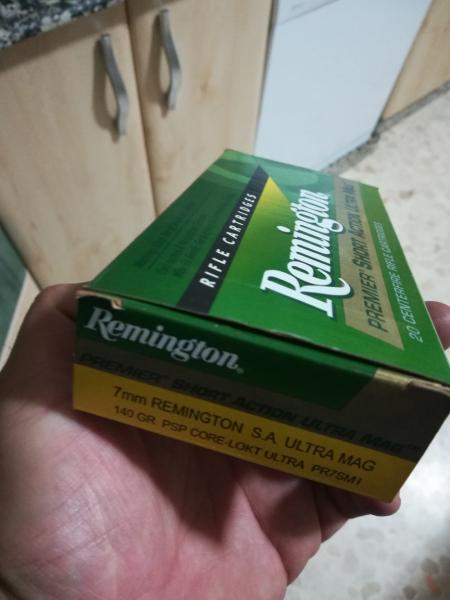 RIFLE CARTRIDGES
Remington
PREMIER® SHORT ACTION ULTRA MAG
20 CENTERFIRE RIFLE CARTRIDGES
Remington®
PREMIER® SHORT ACTION ULTRA MAG™
7mm REMINGTON S.A. ULTRA MAG
140 GR. PSP CORE-LOKT ULTRA PR7SM1